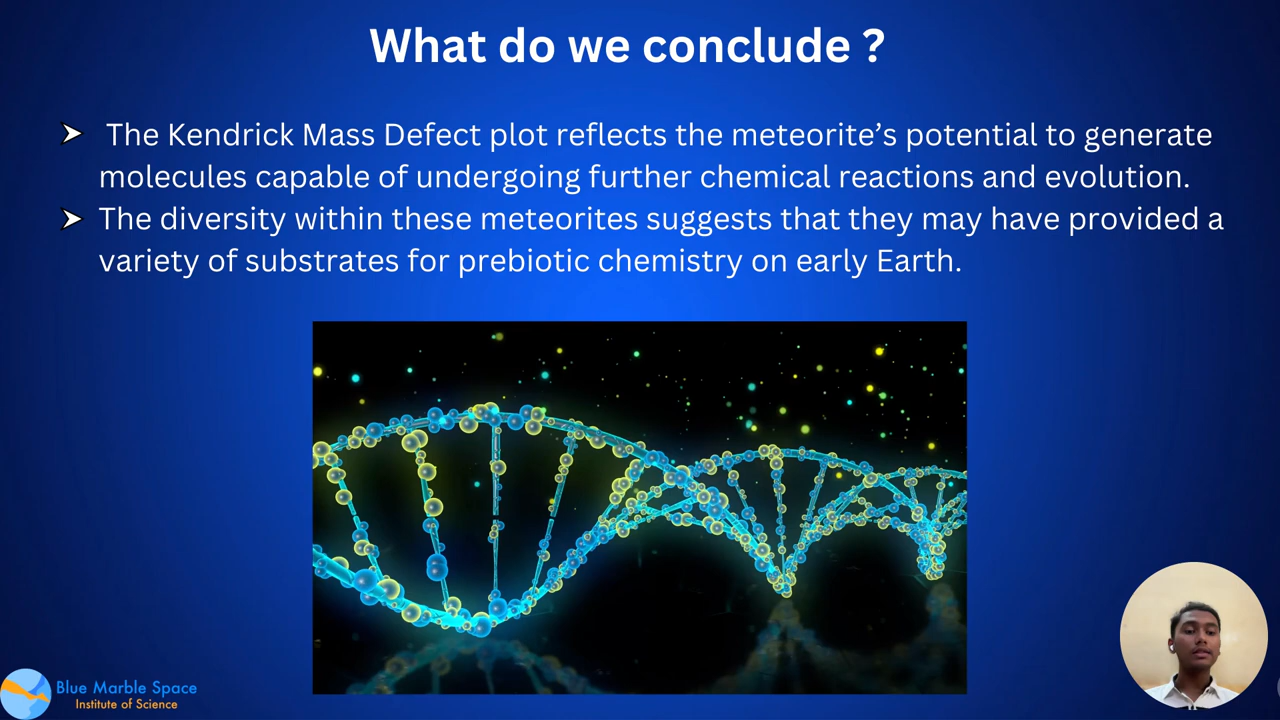 What do we conclude ?
➤ The Kendrick Mass Defect plot reflects the meteorite’s potential to generate
molecules capable of undergoing further chemical reactions and evolution.
➤ The diversity within these meteorites suggests that they may have provided a
variety of substrates for prebiotic chemistry on early Earth.
Blue Marble Space
Institute of Science